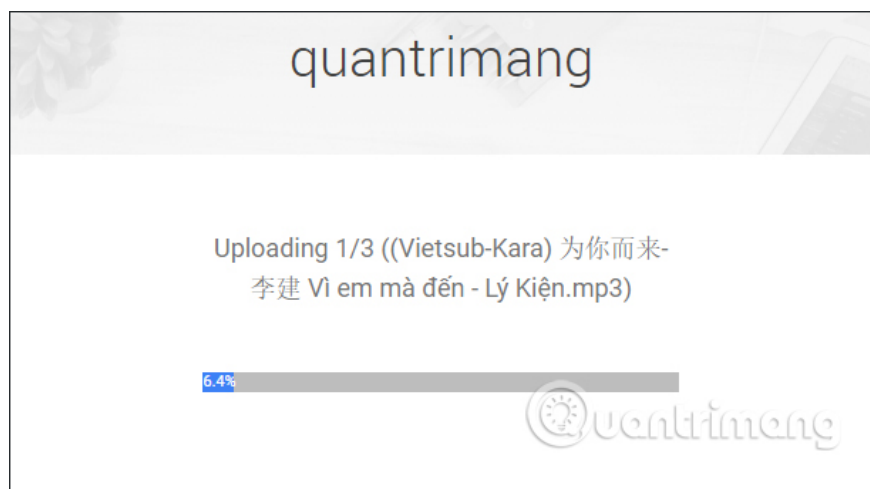 quantrimang
Uploading 1/3 ((Vietsub-Kara) 为你而来-
李建 Vì em mà đến - Lý Kiện.mp3)
6.4%
Quantrimang